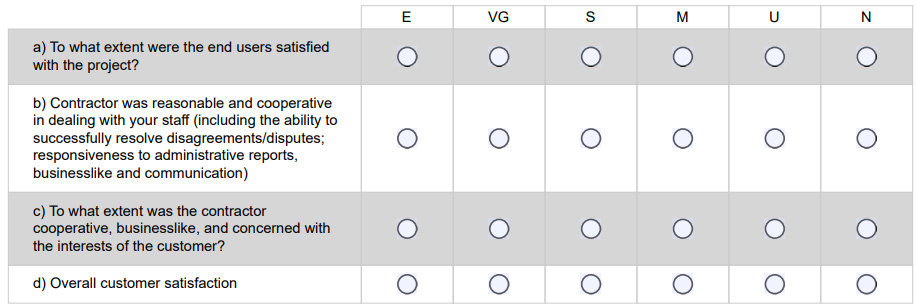 E VG S M U N
a) To what extent were the end users satisfied
with the project?
b) Contractor was reasonable and cooperative
in dealing with your staff (including the ability to
successfully resolve disagreements/disputes;
responsiveness to administrative reports,
businesslike and communication)
c) To what extent was the contractor
cooperative, businesslike, and concerned with
the interests of the customer?
d) Overall customer satisfaction